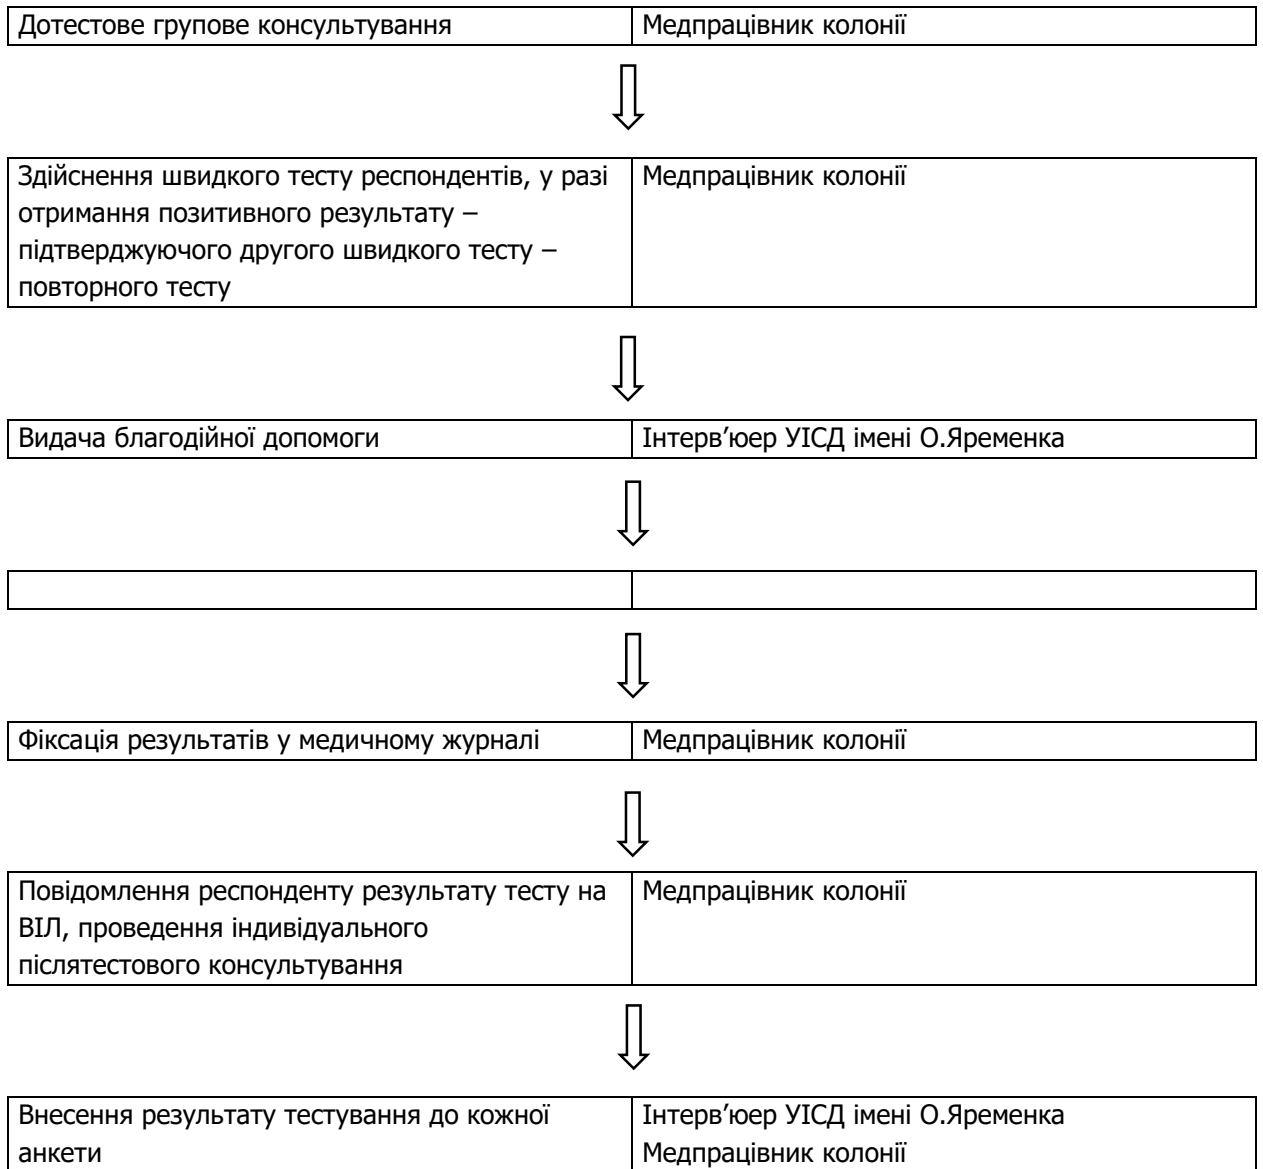 Дотестове групове консультування
Медпрацівник колонії
Здійснення швидкого тесту респондентів, у разі
отримання позитивного результату –
підтверджуючого другого швидкого тесту –
повторного тесту
Медпрацівник колонії
Видача благодійної допомоги
Інтерв’юер УІСД імені О.Яременка
Фіксація результатів у медичному журналі
Медпрацівник колонії
Повідомлення респонденту результату тесту на
ВІЛ, проведення індивідуального
післятестового консультування
Медпрацівник колонії
Внесення результату тестування до кожної
анкети
Інтерв’юер УІСД імені О.Яременка
Медпрацівник колонії